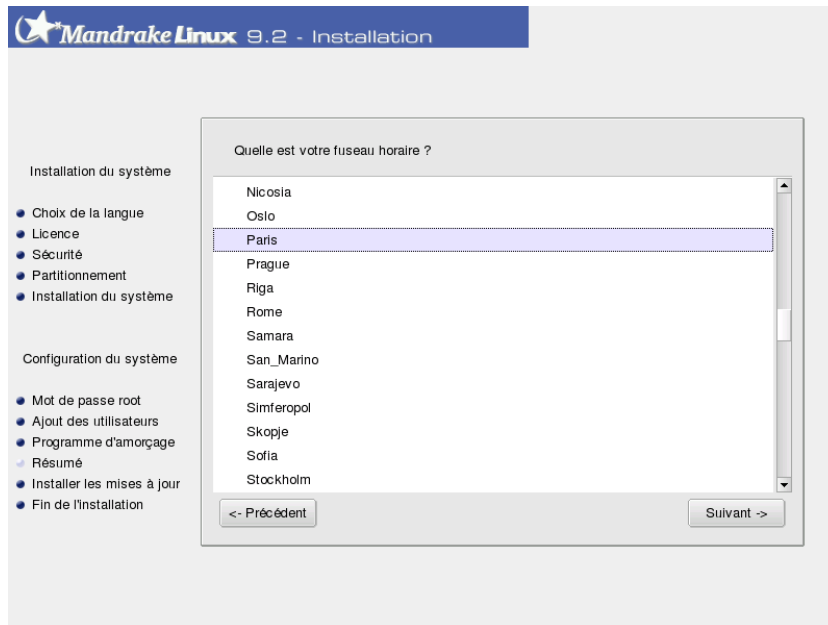 Mandrake Linux 9.2 - Installation
Installation du système
Choix de la langue
Licence
Sécurité
Partitionnement
Installation du système
Configuration du système
Mot de passe root
Ajout des utilisateurs
Programme d'amorçage
Résumé
Installer les mises à jour
Fin de l'installation
Quelle est votre fuseau horaire ?
Nicosia
Oslo
Paris
Prague
Riga
Rome
Samara
San_Marino
Sarajevo
Simferopol
Skopje
Sofia
Stockholm
<- Précédent
Suivant ->